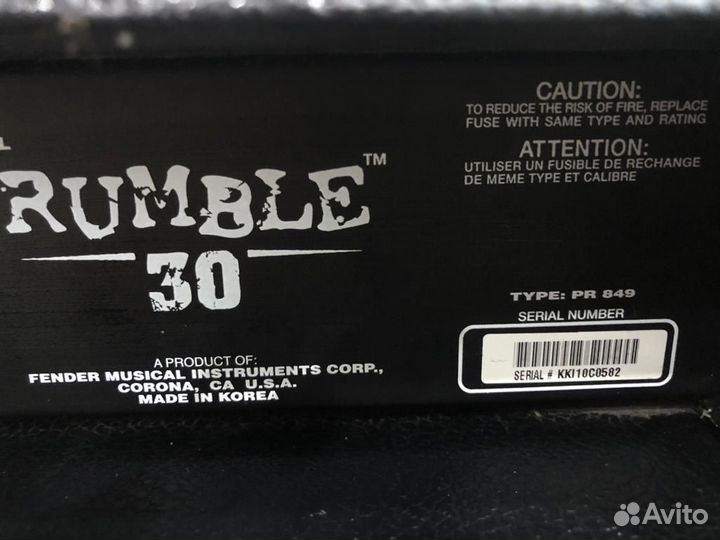 CAUTION:
TO REDUCE THE RISK OF FIRE, REPLACE
FUSE WITH SAME TYPE AND RATING
ATTENTION:
UTILISER UN FUSIBLE DE RECHANGE
DE MEME TYPE ET CALIBRE
L
RUMBLE™
30
TYPE: PR 849
SERIAL NUMBER
SERIAL # KKI10C0582
A PRODUCT OF:
FENDER MUSICAL INSTRUMENTS CORP.,
CORONA, CA U.S.A.
MADE IN KOREA
Avito